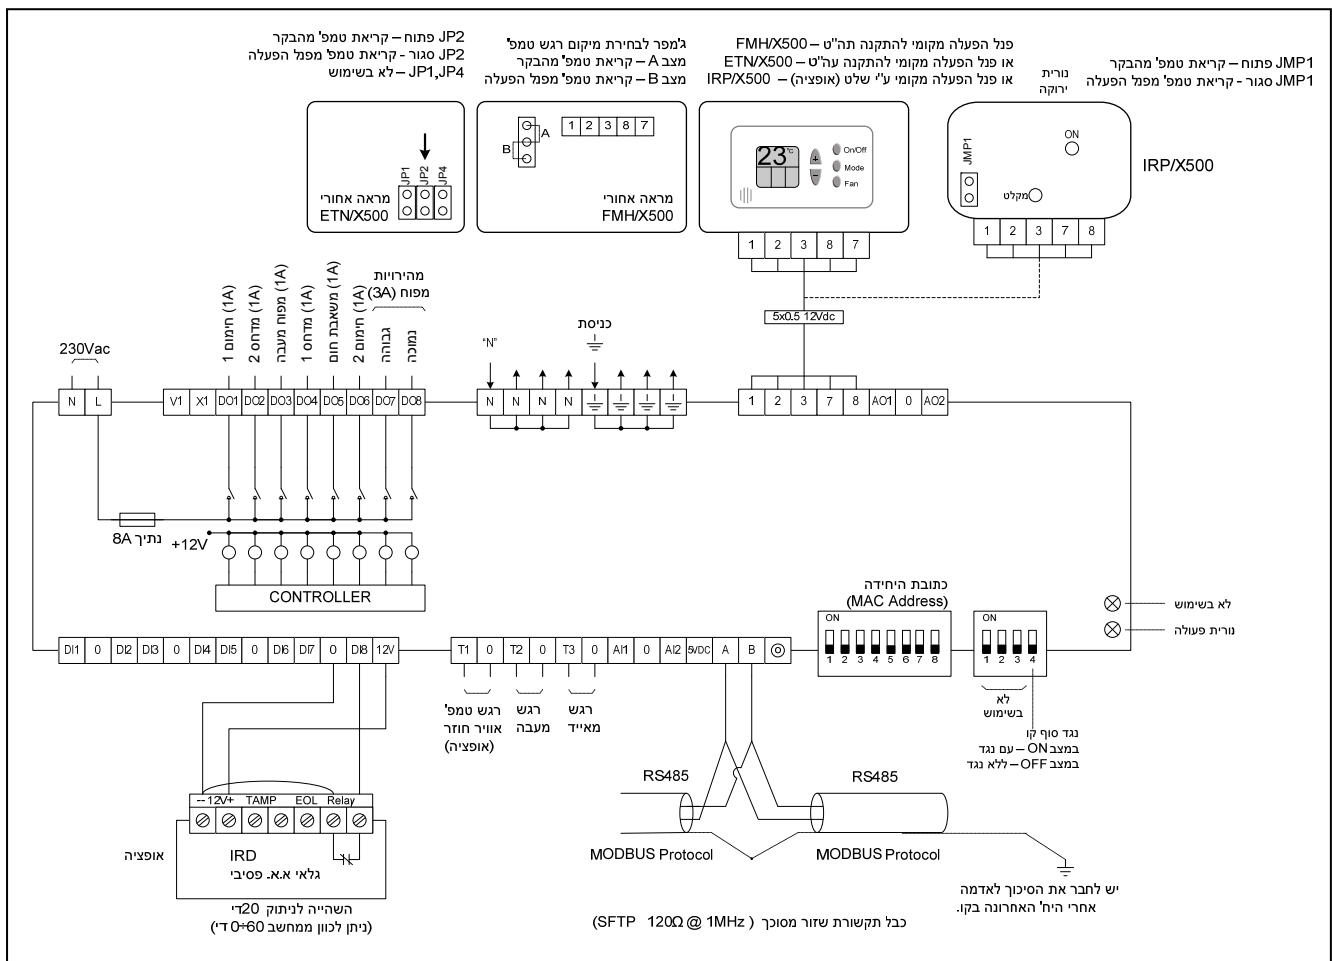 JP2 פתוח – קריאת טמפ' מהבקר
JP2 סגור - קריאת טמפ' מפנל הפעלה
JP1,JP4 – לא בשימוש
ג'מפר לבחירת מיקום רגש טמפ'
מצב A – קריאת טמפ' מהבקר
מצב B – קריאת טמפ' מפנל הפעלה
פנל הפעלה מקומי להתקנה תה"ט – FMH/X500
או פנל הפעלה מקומי להתקנה עה"ט – ETN/X500
או פנל הפעלה מקומי ע"י שלט (אופציה) – IRP/X500
נורית
ירוקה
JMP1 פתוח – קריאת טמפ' מהבקר
JMP1 סגור - קריאת טמפ' מפנל הפעלה
JP1
JP2
JP4
מראה אחורי
ETN/X500
A
B
1 2 3 8 7
מראה אחורי
FMH/X500
23°C
+
−
On/Off
Mode
Fan
1 2 3 8 7
JMP1
ON
מקלט
1 2 3 7 8
IRP/X500
5x0.5 12Vdc
230Vac
חימום 1 (1A)
מדחס 2 (1A)
מפוח מעבה (1A)
מדחס 1 (1A)
משאבת חום (1A)
חימום 2 (1A)
מהירויות
מפוח (3A)
גבוהה
נמוכה
"N"
כניסת
N L
V1 X1 DO1 DO2 DO3 DO4 DO5 DO6 DO7 DO8
N N N N
1 2 3 7 8 AO1 0 AO2
נתיך 8A
+12V
CONTROLLER
כתובת היחידה
(MAC Address)
לא בשימוש
נורית פעולה
DI1 0 DI2 DI3 0 DI4 DI5 0 DI6 DI7 0 DI8 12V
T1 0 T2 0 T3 0 AI1 0 AI2 5VDC A B
ON
1 2 3 4 5 6 7 8
ON
1 2 3 4
רגש טמפ'
אוויר חוזר
(אופציה)
רגש
מעבה
רגש
מאייד
לא
בשימוש
נגד סוף קו
במצב ON – עם נגד
במצב OFF – ללא נגד
RS485
RS485
MODBUS Protocol
MODBUS Protocol
-- 12V+ TAMP EOL Relay
אופציה
IRD
גלאי א.א. פסיבי
השהייה לניתוק 20די
(ניתן לכוון ממחשב 60÷0 די)
יש לחבר את הסיכוך לאדמה
אחרי היח' האחרונה בקו.
כבל תקשורת שזור מסוכך (SFTP 120Ω @ 1MHz)